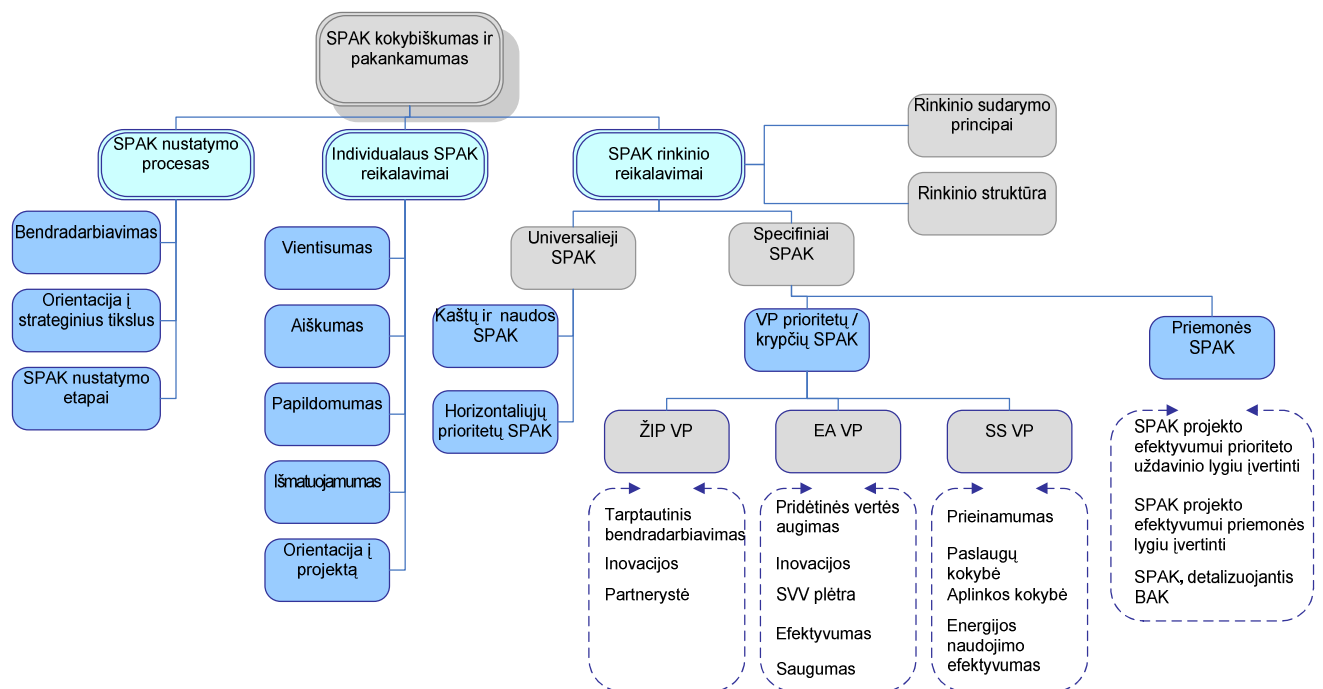 SPAK kokybiškumas ir
pakankamumas
SPAK nustatymo
procesas
Individualaus SPAK
reikalavimai
SPAK rinkinio
reikalavimai
Rinkinio sudarymo
principai
Rinkinio struktūra
Bendradarbiavimas
Orientacija į
strateginius tikslus
SPAK nustatymo
etapai
Vientisumas
Aiškumas
Papildomumas
Išmatuojamumas
Orientacija į
projektą
Universalieji
SPAK
Specifiniai
SPAK
Kaštų ir naudos
SPAK
Horizontaliųjų
prioritetų SPAK
VP prioritetų /
krypčių SPAK
Priemonės
SPAK
ŽIP VP
EA VP
SS VP
Tarptautinis
bendradarbiavimas
Inovacijos
Partnerystė
Pridėtinės vertės
augimas
Inovacijos
SVV plėtra
Efektyvumas
Saugumas
Prieinamumas
Paslaugų
kokybė
Aplinkos kokybė
Energijos
naudojimo
efektyvumas
SPAK projekto
efektyvumui prioriteto
uždavinio lygiu įvertinti
SPAK projekto
efektyvumui priemonės
lygiu įvertinti
SPAK, detalizuojantis
BAK